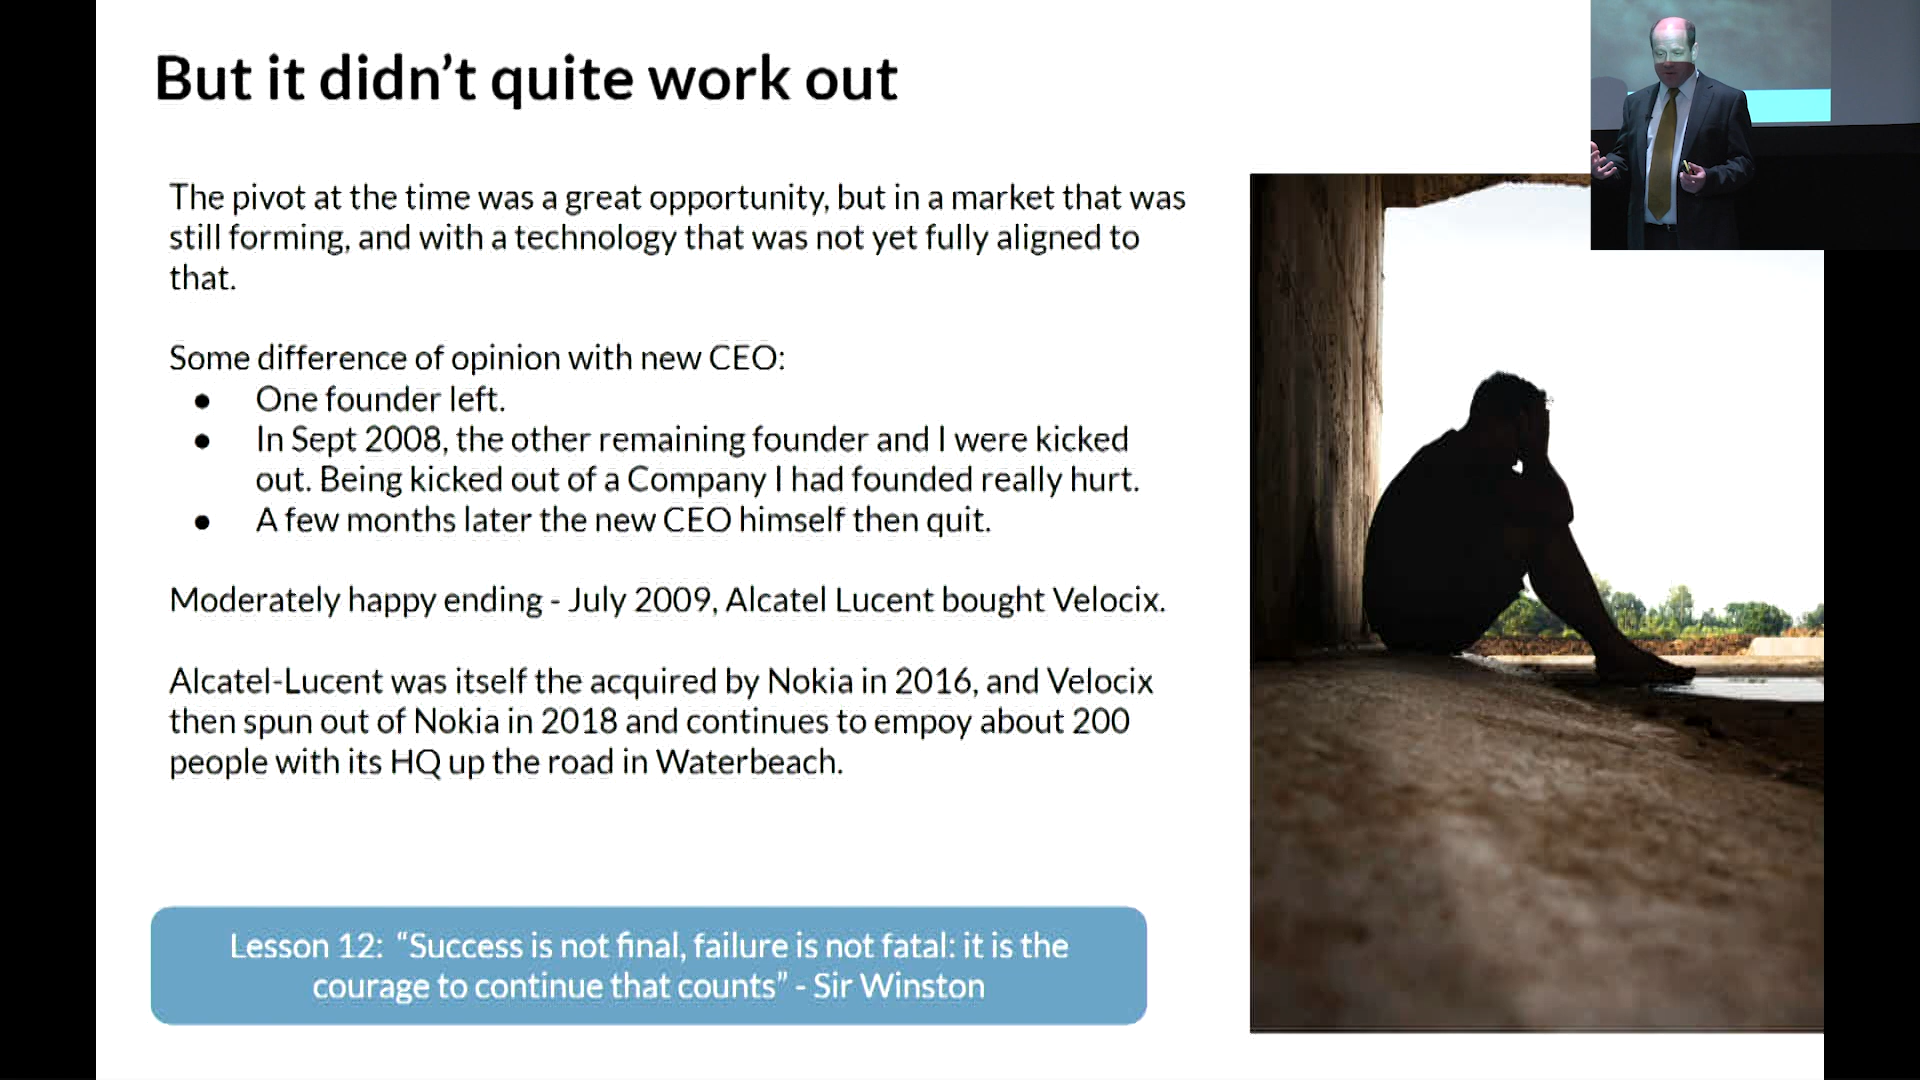 But it didn’t quite work out
The pivot at the time was a great opportunity, but in a market that was
still forming, and with a technology that was not yet fully aligned to
that.
Some difference of opinion with new CEO:
● One founder left.
● In Sept 2008, the other remaining founder and I were kicked
out. Being kicked out of a Company I had founded really hurt.
● A few months later the new CEO himself then quit.
Moderately happy ending - July 2009, Alcatel Lucent bought Velocix.
Alcatel-Lucent was itself the acquired by Nokia in 2016, and Velocix
then spun out of Nokia in 2018 and continues to empoy about 200
people with its HQ up the road in Waterbeach.
Lesson 12: “Success is not final, failure is not fatal: it is the
courage to continue that counts” - Sir Winston